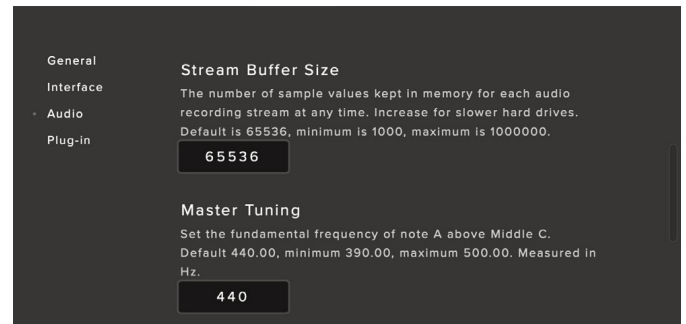 General
Interface
Audio
Plug-in
Stream Buffer Size
The number of sample values kept in memory for each audio
recording stream at any time. Increase for slower hard drives.
Default is 65536, minimum is 1000, maximum is 1000000.
65536
Master Tuning
Set the fundamental frequency of note A above Middle C.
Default 440.00, minimum 390.00, maximum 500.00. Measured in
Hz.
440